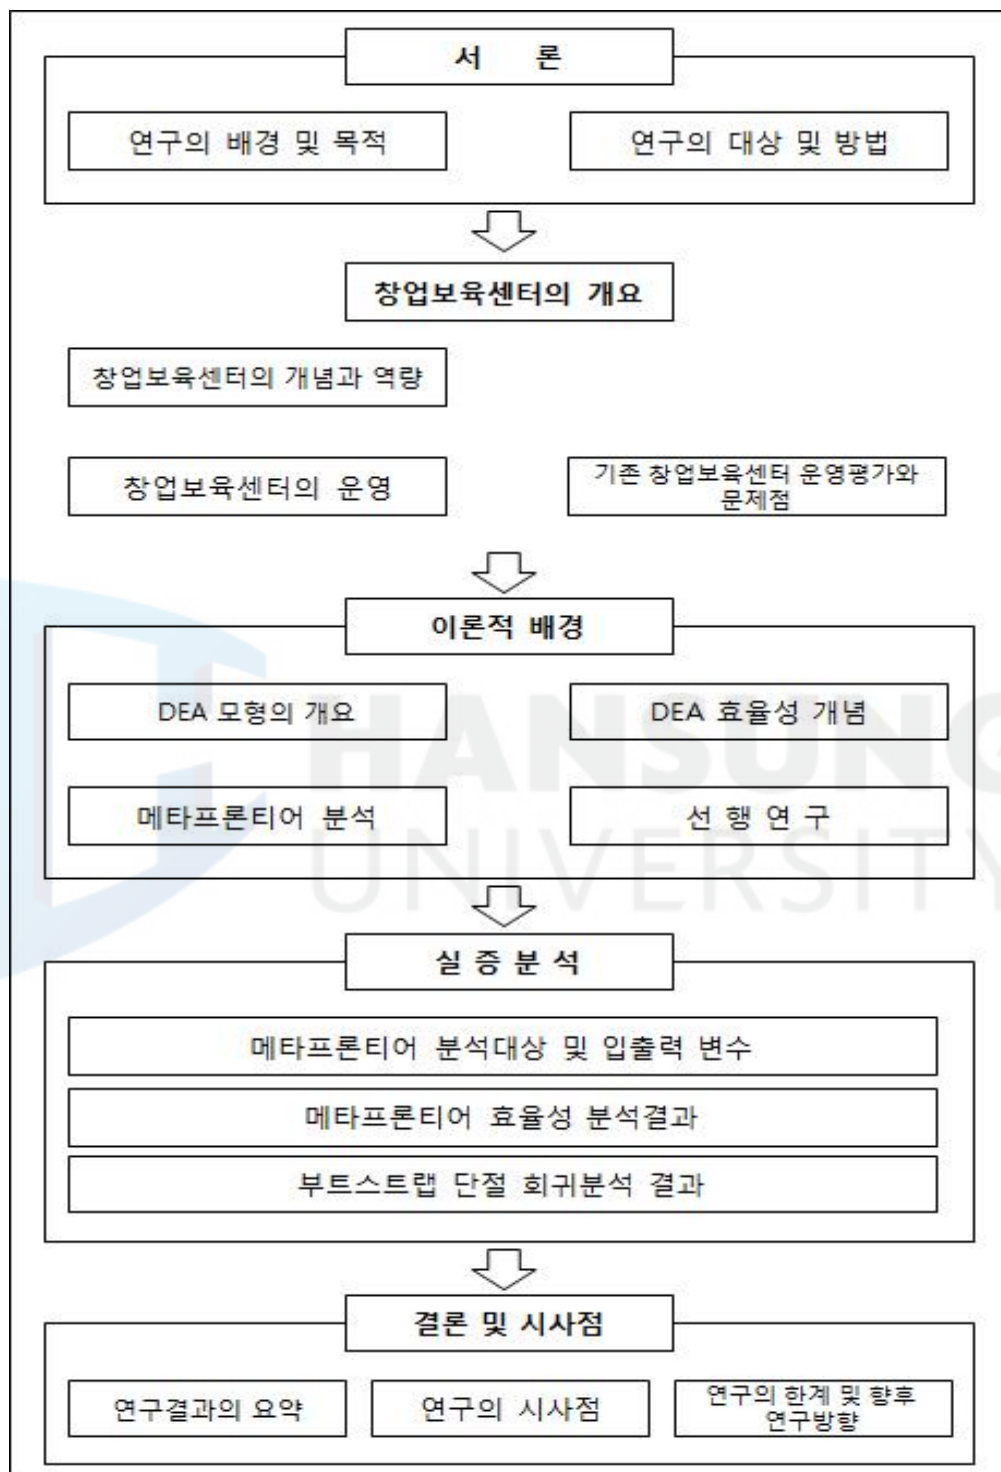 서 론
연구의 배경 및 목적
연구의 대상 및 방법
창업보육센터의 개요
창업보육센터의 개념과 역량
창업보육센터의 운영
기존 창업보육센터 운영평가와
문제점
이론적 배경
DEA 모형의 개요
DEA 효율성 개념
메타프론티어 분석
선 행 연 구
HANSUNG
UNIVERSITY
실 증 분 석
메타프론티어 분석대상 및 입출력 변수
메타프론티어 효율성 분석결과
부트스트랩 단절 회귀분석 결과
결론 및 시사점
연구결과의 요약
연구의 시사점
연구의 한계 및 향후
연구방향